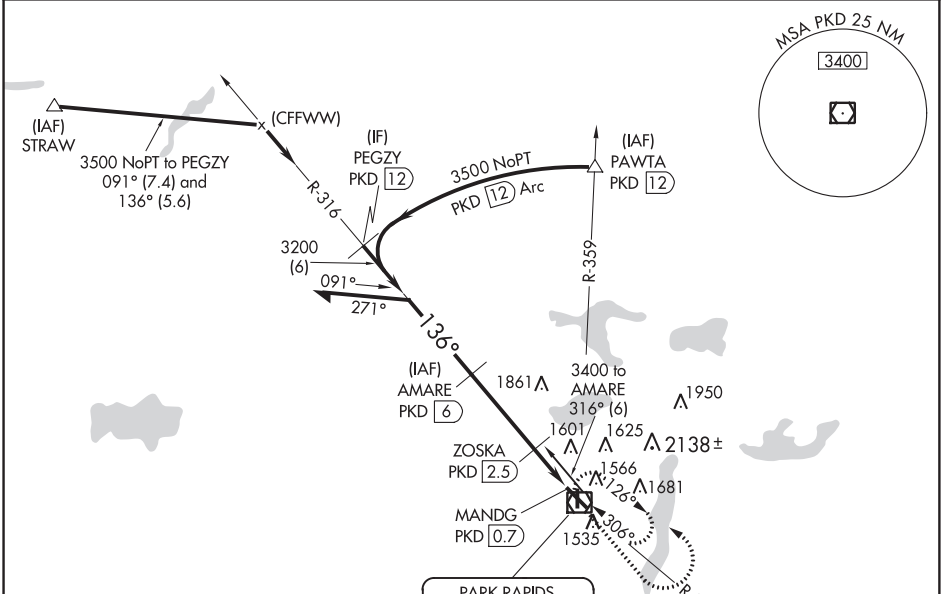 MSA PKD 25 NM
3400
(IAF)
STRAW
(CFFWW)
3500 NoPT to PEGZY
091° (7.4) and
136° (5.6)
(IF)
PEGZY
PKD 12
R-316
3500 NoPT
PKD 12 Arc
(IAF)
PAWTA
PKD 12
R-359
3200
(6)
091°
271°
136°
(IAF)
AMARE
PKD 6
1861
3400 to
AMARE
316° (6)
1950
1601
1625
2138 ±
ZOSKA
PKD 2.5
1566
126°
1681
MANDG
PKD 0.7
306°
1535
R
PARK RAPIDS